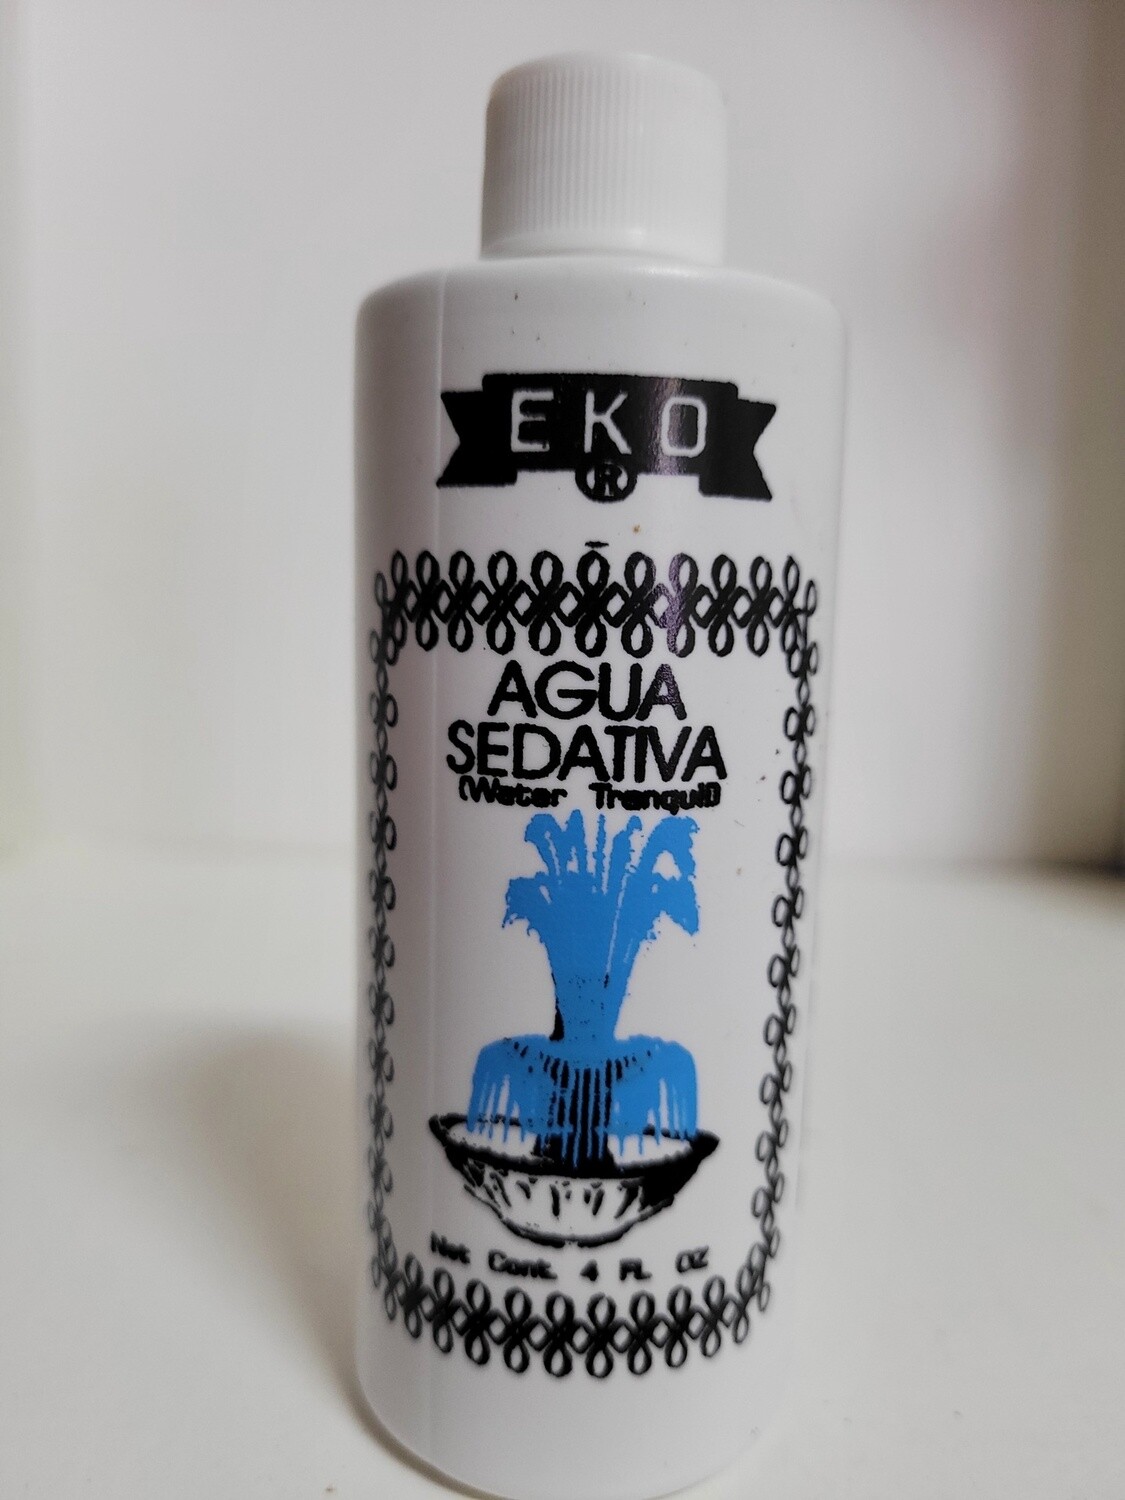 EKO
®
AGUA
SEDATIVA
(Water Tranquil)
Net Cont. 4 FL. OZ